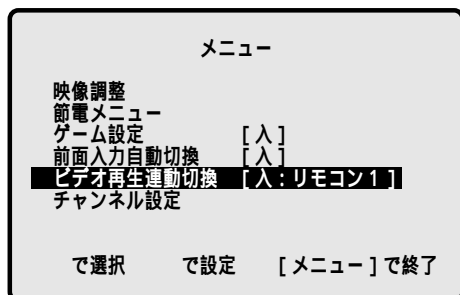 メニュー
映像調整
節電メニュー
ゲーム設定 [入]
前面入力自動切換 [入]
ビデオ再生連動切換 [入:リモコン1]
チャンネル設定
で選択 で設定 [メニュー]で終了